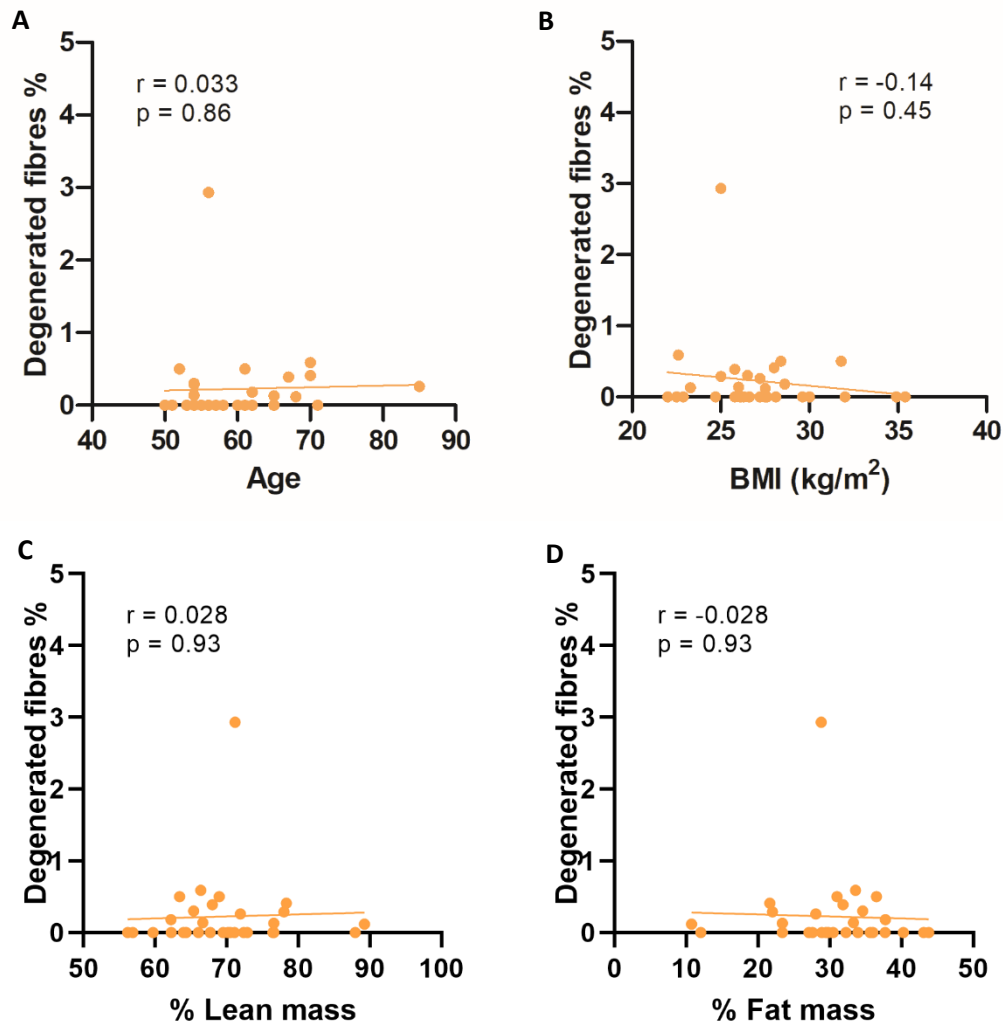 A
Degenerated fibres %
5
4
3
2
1
0
r = 0.033
p = 0.86
40 50 60 70 80 90
Age
B
Degenerated fibres %
5
4
3
2
1
0
r = -0.14
p = 0.45
20 25 30 35 40
BMI (kg/m²)
C
Degenerated fibres %
5
4
3
2
1
0
r = 0.028
p = 0.93
50 60 70 80 90 100
% Lean mass
D
Degenerated fibres %
5
4
3
2
1
0
r = -0.028
p = 0.93
0 10 20 30 40 50
% Fat mass